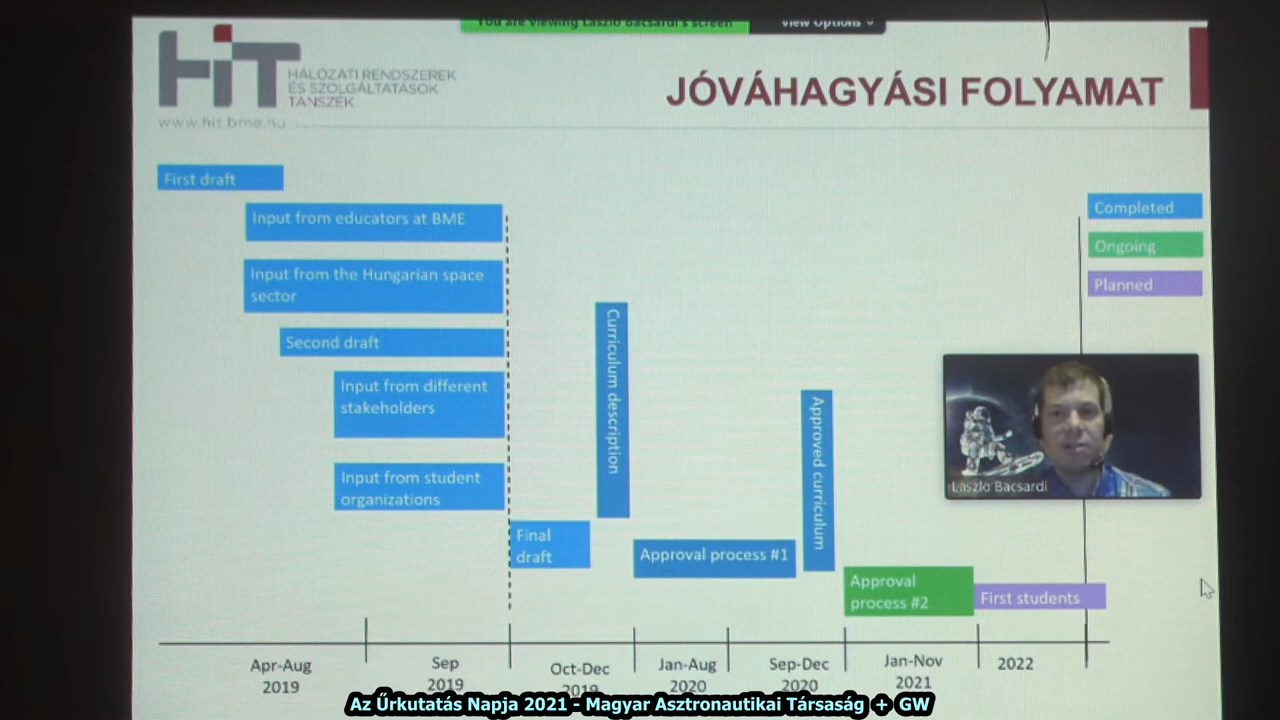 You are viewing Laszlo Bacsardi's screen
View Options
HiT
HÁLÓZATI RENDSZEREK
ÉS SZOLGÁLTATÁSOK
TANSZÉK
www.hit.bme.hu
JÓVÁHAGYÁSI FOLYAMAT
First draft
Input from educators at BME
Input from the Hungarian space
sector
Second draft
Input from different
stakeholders
Input from student
organizations
Final
draft
Curriculum description
Approval process #1
Approved curriculum
Approval
process #2
First students
Completed
Ongoing
Planned
Laszlo Bacsardi
Apr-Aug
2019
Sep
2019
Oct-Dec
2019
Jan-Aug
2020
Sep-Dec
2020
Jan-Nov
2021
2022
Az Űrkutatás Napja 2021 - Magyar Asztronautikai Társaság + GW